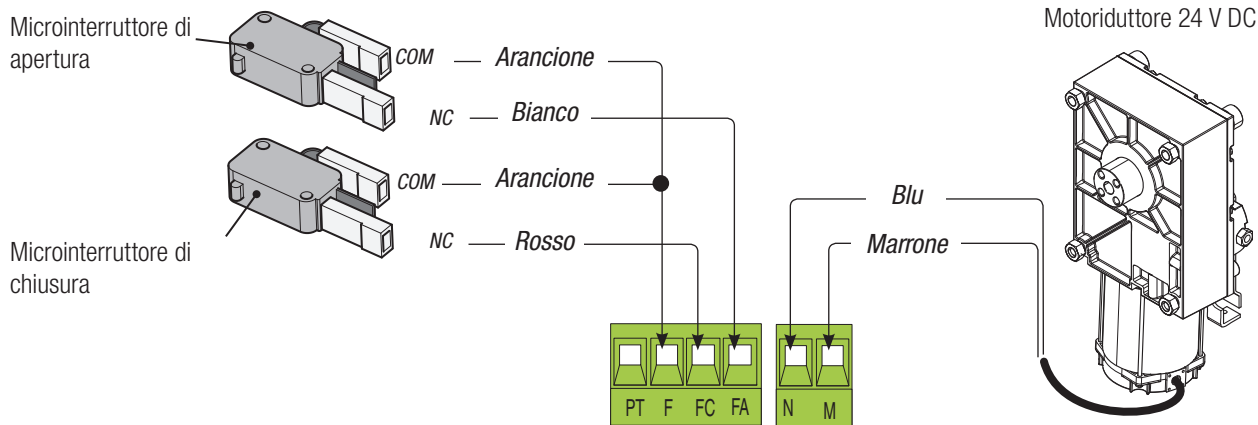 Microinterruttore di
apertura
COM
Arancione
NC
Bianco
COM
Arancione
NC
Rosso
Microinterruttore di
chiusura
Motoriduttore 24 V DC
Blu
Marrone
PT F FC FA
N M